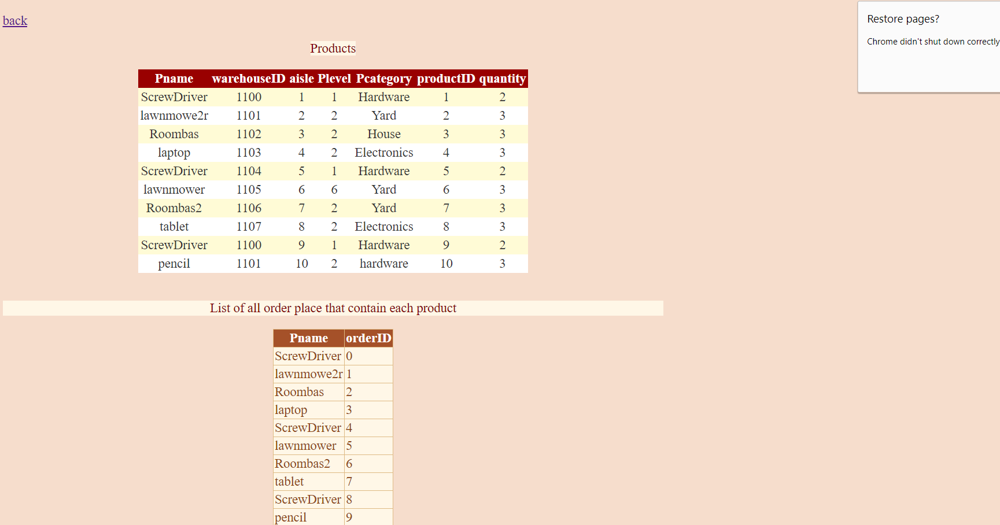 back
Restore pages?
Chrome didn't shut down correctly
Products
Pname warehouseID aisle Plevel Pcategory productID quantity
ScrewDriver 1100 1 1 Hardware 1 2
lawnmowe2r 1101 2 2 Yard 2 3
Roombas 1102 3 2 House 3 3
laptop 1103 4 2 Electronics 4 3
ScrewDriver 1104 5 1 Hardware 5 2
lawnmower 1105 6 6 Yard 6 3
Roombas2 1106 7 2 Yard 7 3
tablet 1107 8 2 Electronics 8 3
ScrewDriver 1100 9 1 Hardware 9 2
pencil 1101 10 2 hardware 10 3
List of all order place that contain each product
Pname orderID
ScrewDriver 0
lawnmowe2r 1
Roombas 2
laptop 3
ScrewDriver 4
lawnmower 5
Roombas2 6
tablet 7
ScrewDriver 8
pencil 9